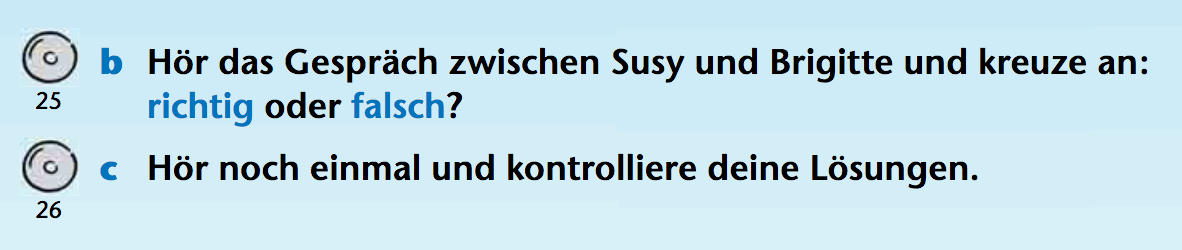 b Hör das Gespräch zwischen Susy und Brigitte und kreuze an:
25
richtig oder falsch?
c Hör noch einmal und kontrolliere deine Lösungen.
26